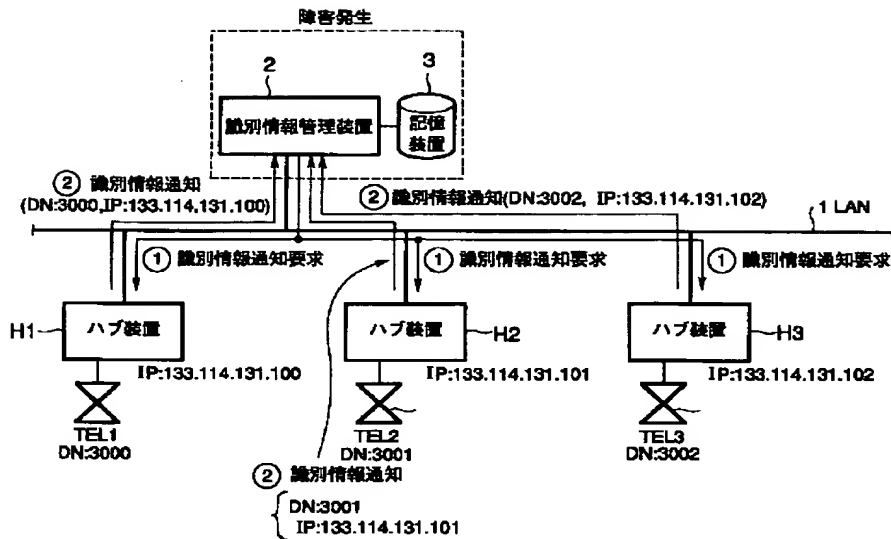 障害発生
2
3
識別情報管理装置
記憶
装置
② 識別情報通知
(DN:3000,IP:133.114.131.100)
② 識別情報通知(DN:3002, IP:133.114.131.102)
1 LAN
① 識別情報通知要求
① 識別情報通知要求
① 識別情報通知要求
H1
ハブ装置
ハブ装置
H2
ハブ装置
H3
IP:133.114.131.100
IP:133.114.131.101
IP:133.114.131.102
TEL1
DN:3000
TEL2
DN:3001
TEL3
DN:3002
② 識別情報通知
DN:3001
IP:133.114.131.101